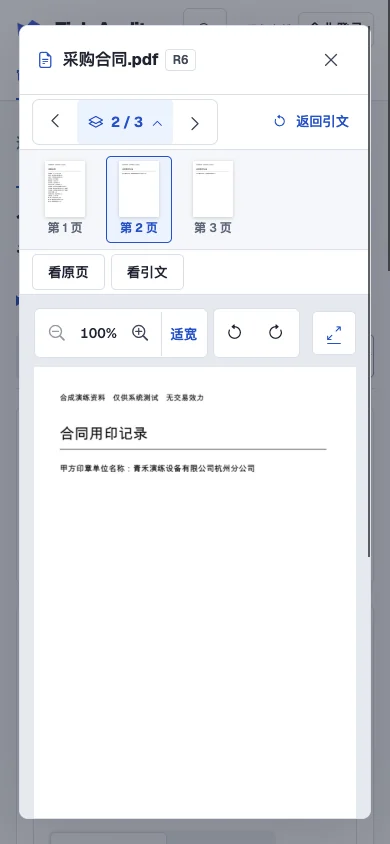 采购合同.pdf R6
2 / 3 返回引文
第 1 页 第 2 页 第 3 页
看原页 看引文
100% 适宽
合成演练资料 仅供系统测试 无交易效力
合同用印记录
甲方印章单位名称：青禾演练设备有限公司杭州分公司